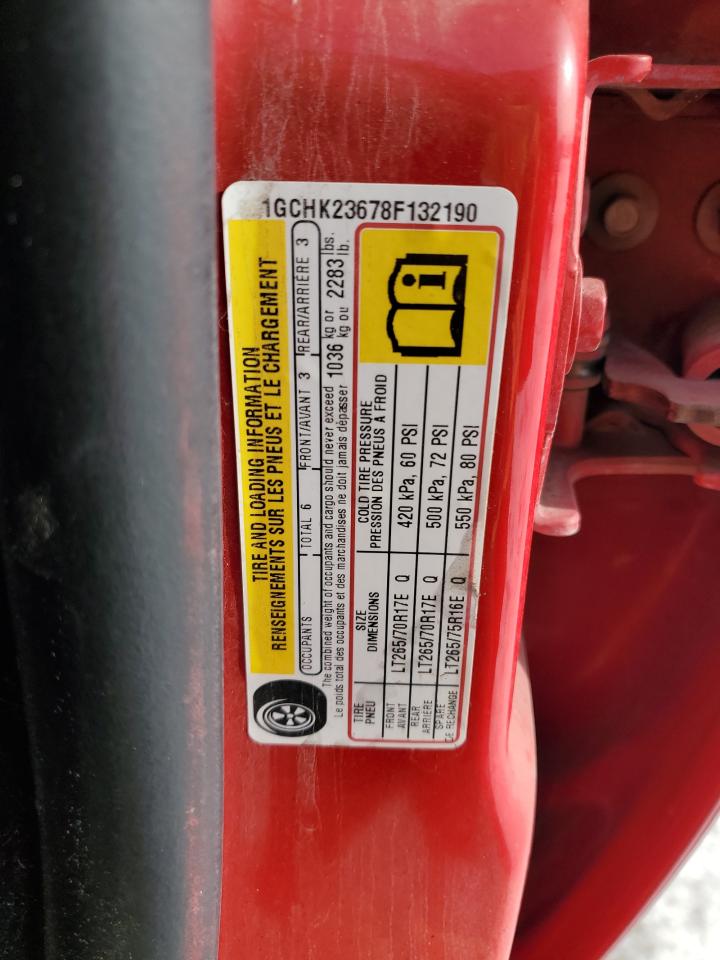 1GCHK23678F132190
TIRE AND LOADING INFORMATION
RENSEIGNEMENTS SUR LES PNEUS ET LE CHARGEMENT
OCCUPANTS TOTAL 6 FRONT/AVANT 3 REAR/ARRIÈRE 3
The combined weight of occupants and cargo should never exceed 1036 kg or 2283 lbs.
Le poids total des occupants et des marchandises ne doit jamais dépasser 1036 kg ou 2283 lb.
TIRE SIZE COLD TIRE PRESSURE
PNEU DIMENSIONS PRESSION DES PNEUS A FROID
FRONT
AVANT LT265/70R17E Q 420 kPa, 60 PSI
REAR
ARRIERE LT265/70R17E Q 500 kPa, 72 PSI
SPARE
DE RECHANGE LT265/75R16E Q 550 kPa, 80 PSI